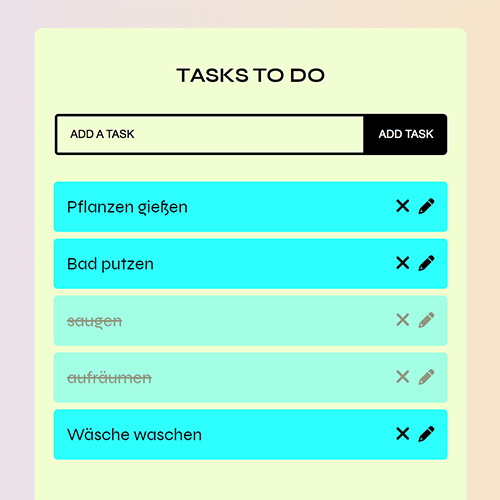 TASKS TO DO
ADD A TASK ADD TASK
Pflanzen gießen
Bad putzen
saugen
aufräumen
Wäsche waschen